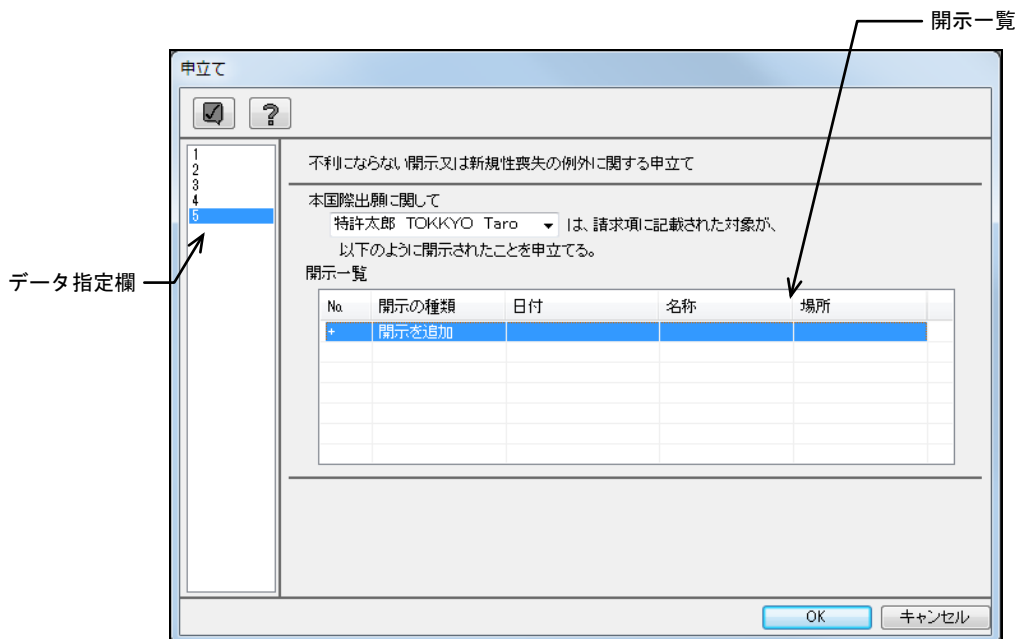 開示一覧
申立て
1
2
3
4
5
不利にならない開示又は新規性喪失の例外に関する申立て
本国際出願に関して
特許太郎 TOKKYO Taro は、請求項に記載された対象が、
以下のように開示されたことを申立てる。
データ指定欄
開示一覧
No. 開示の種類 日付 名称 場所
+ 開示を追加
OK キャンセル